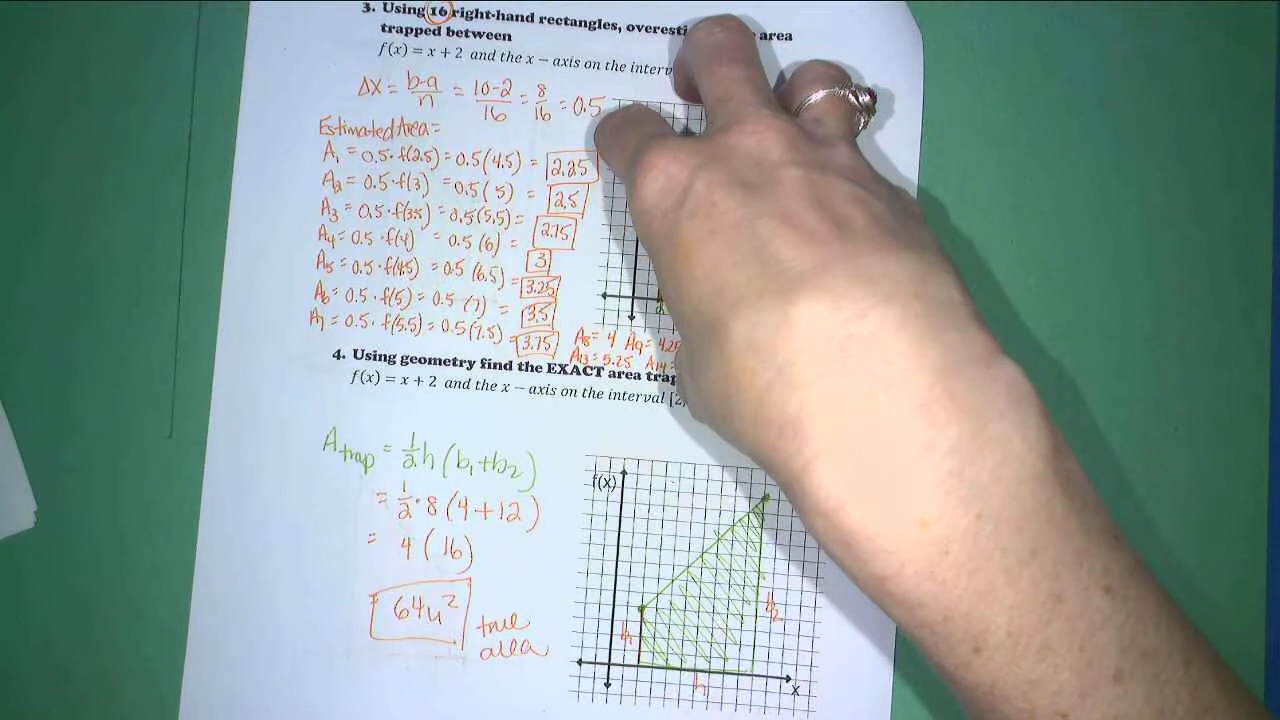 3. Using 16 right-hand rectangles, area
trapped between
f(x) = x + 2 and the x − axis on the
Δx = b-a/n = 10-2/16 = 8/16 = 0.5
Estimated Area =
A1 = 0.5·f(2.5) = 0.5(4.5) = 2.25
A2 = 0.5·f(3) = 0.5(5) = 2.5
A3 = 0.5·f(3.5) = 0.5(5.5) = 2.75
A4 = 0.5·f(4) = 0.5(6) = 3
A5 = 0.5·f(4.5) = 0.5(6.5) = 3.25
A6 = 0.5·f(5) = 0.5·(7) = 3.5
A7 = 0.5·f(5.5) = 0.5(7.5) = 3.75
A8 = 4 A9 = 4.25
A13 = 5.25 A14 =
4. Using geometry find the EXACT area
f(x) = x + 2 and the x − axis on the interval [2,
A trap = 1/2 h (b1 + b2)
= 1/2 · 8 (4 + 12)
= 4 (16)
64u²
true
area
f(x)
b1
b2
h
x